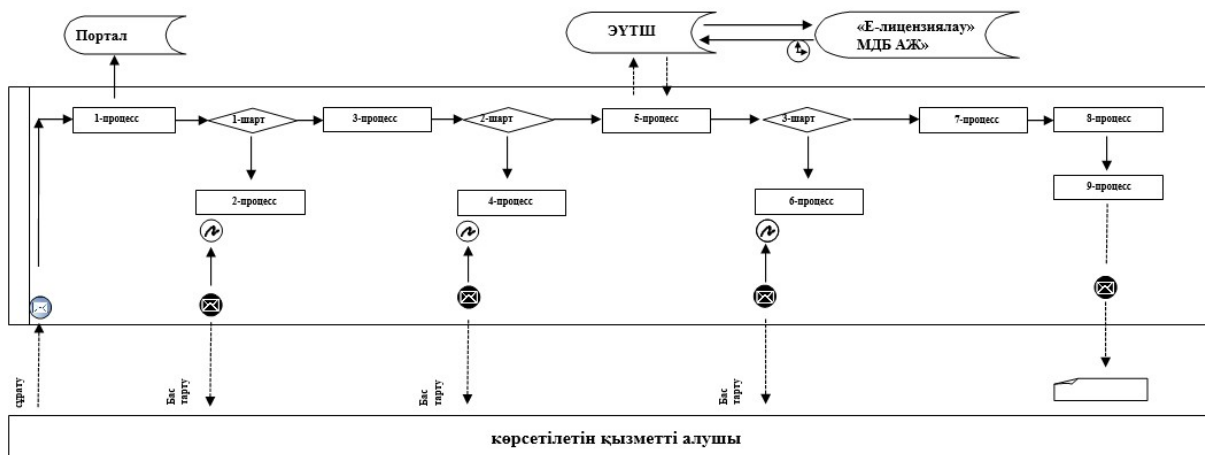 Портал
ЭҮТШ
«Е-лицензиялау»
МДБ АЖ»
1-процесс
1-шарт
3-процесс
2-шарт
5-процесс
3-шарт
7-процесс
8-процесс
2-процесс
4-процесс
6-процесс
9-процесс
сұрату
Бас
тарту
Бас
тарту
Бас
тарту
көрсетілетін қызметті алушы